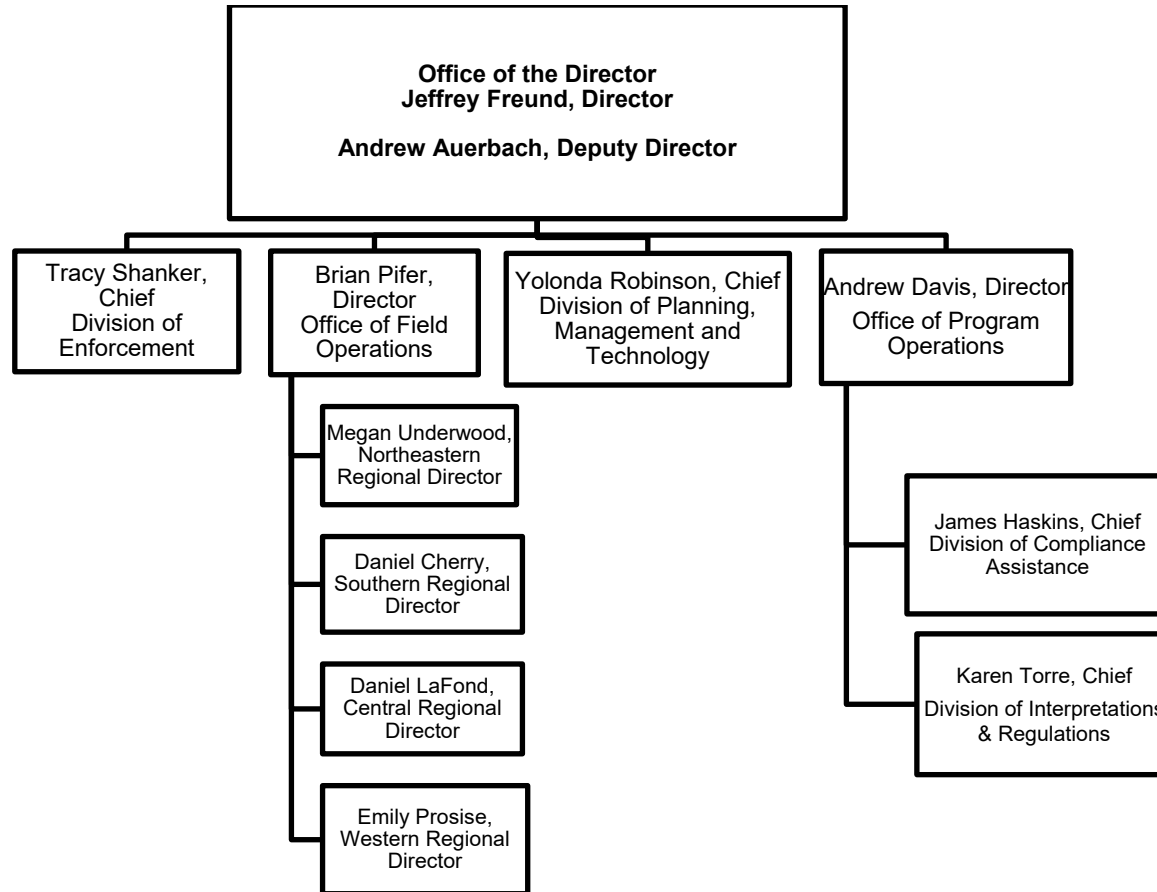 Office of the Director
Jeffrey Freund, Director
Andrew Auerbach, Deputy Director
Tracy Shanker,
Chief
Division of
Enforcement
Brian Pifer,
Director
Office of Field
Operations
Yolonda Robinson, Chief
Division of Planning,
Management and
Technology
Andrew Davis, Director
Office of Program
Operations
Megan Underwood,
Northeastern
Regional Director
Daniel Cherry,
Southern Regional
Director
Daniel LaFond,
Central Regional
Director
Emily Prosise,
Western Regional
Director
James Haskins, Chief
Division of Compliance
Assistance
Karen Torre, Chief
Division of Interpretations
& Regulations